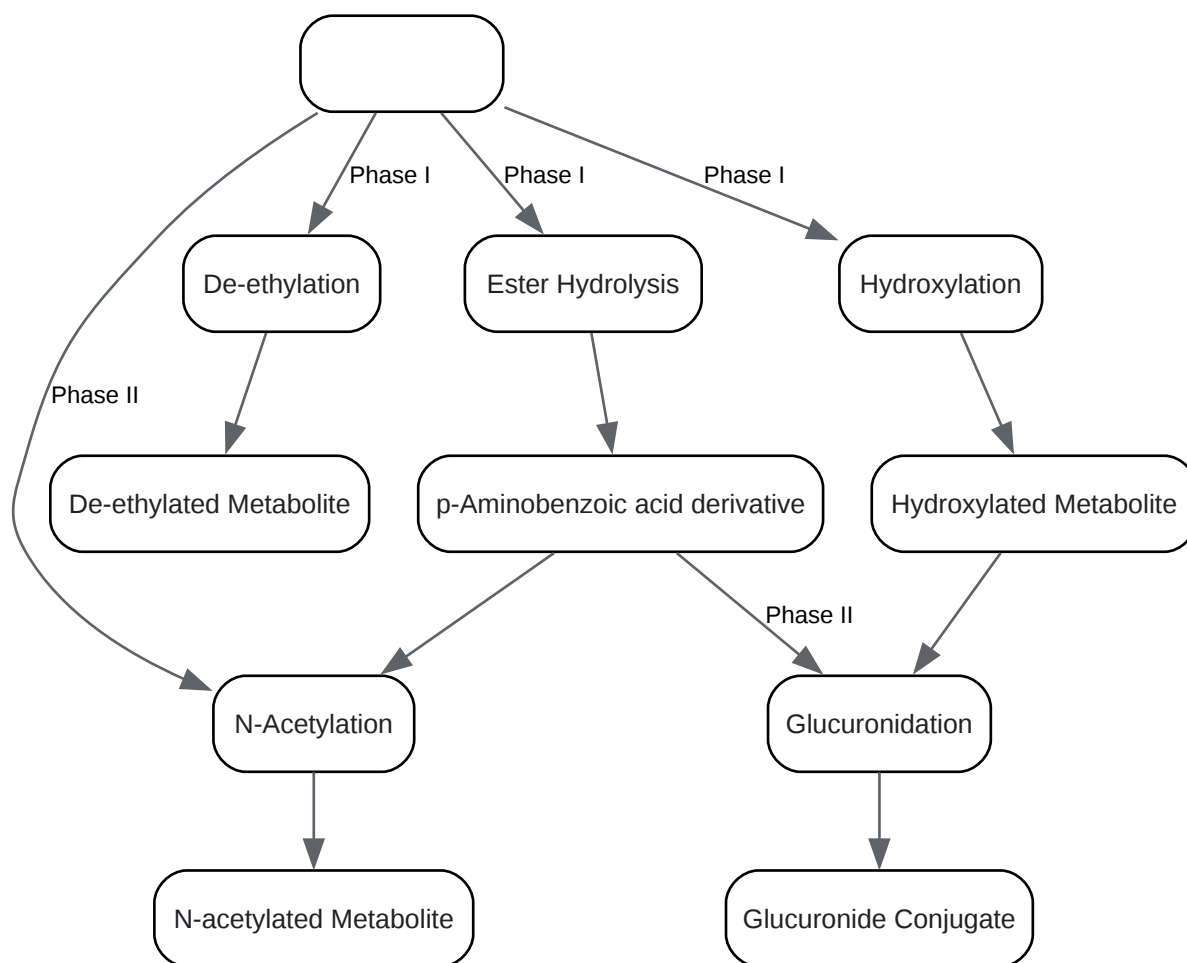 Phase I
Phase I
Phase I
De-ethylation
Ester Hydrolysis
Hydroxylation
Phase II
De-ethylated Metabolite
p-Aminobenzoic acid derivative
Hydroxylated Metabolite
Phase II
N-Acetylation
Glucuronidation
N-acetylated Metabolite
Glucuronide Conjugate